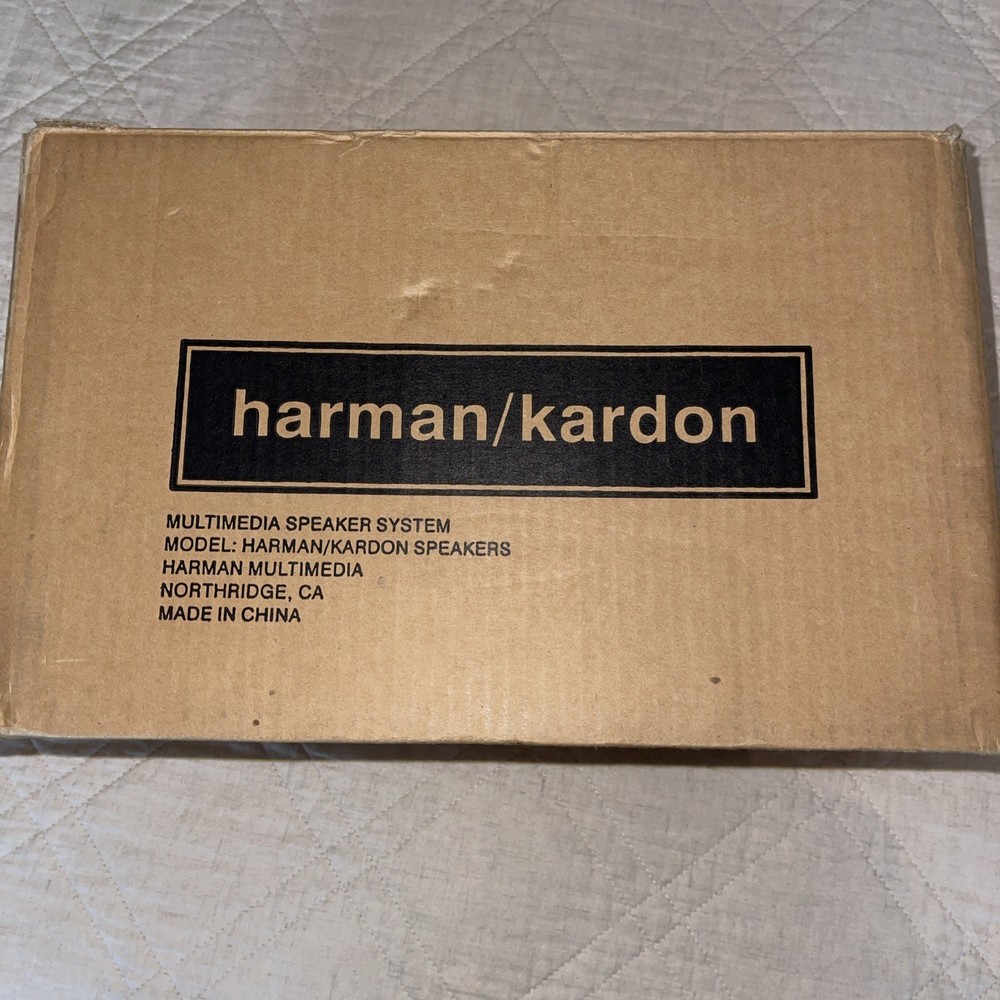 harman/kardon
MULTIMEDIA SPEAKER SYSTEM
MODEL: HARMAN/KARDON SPEAKERS
HARMAN MULTIMEDIA
NORTHRIDGE, CA
MADE IN CHINA